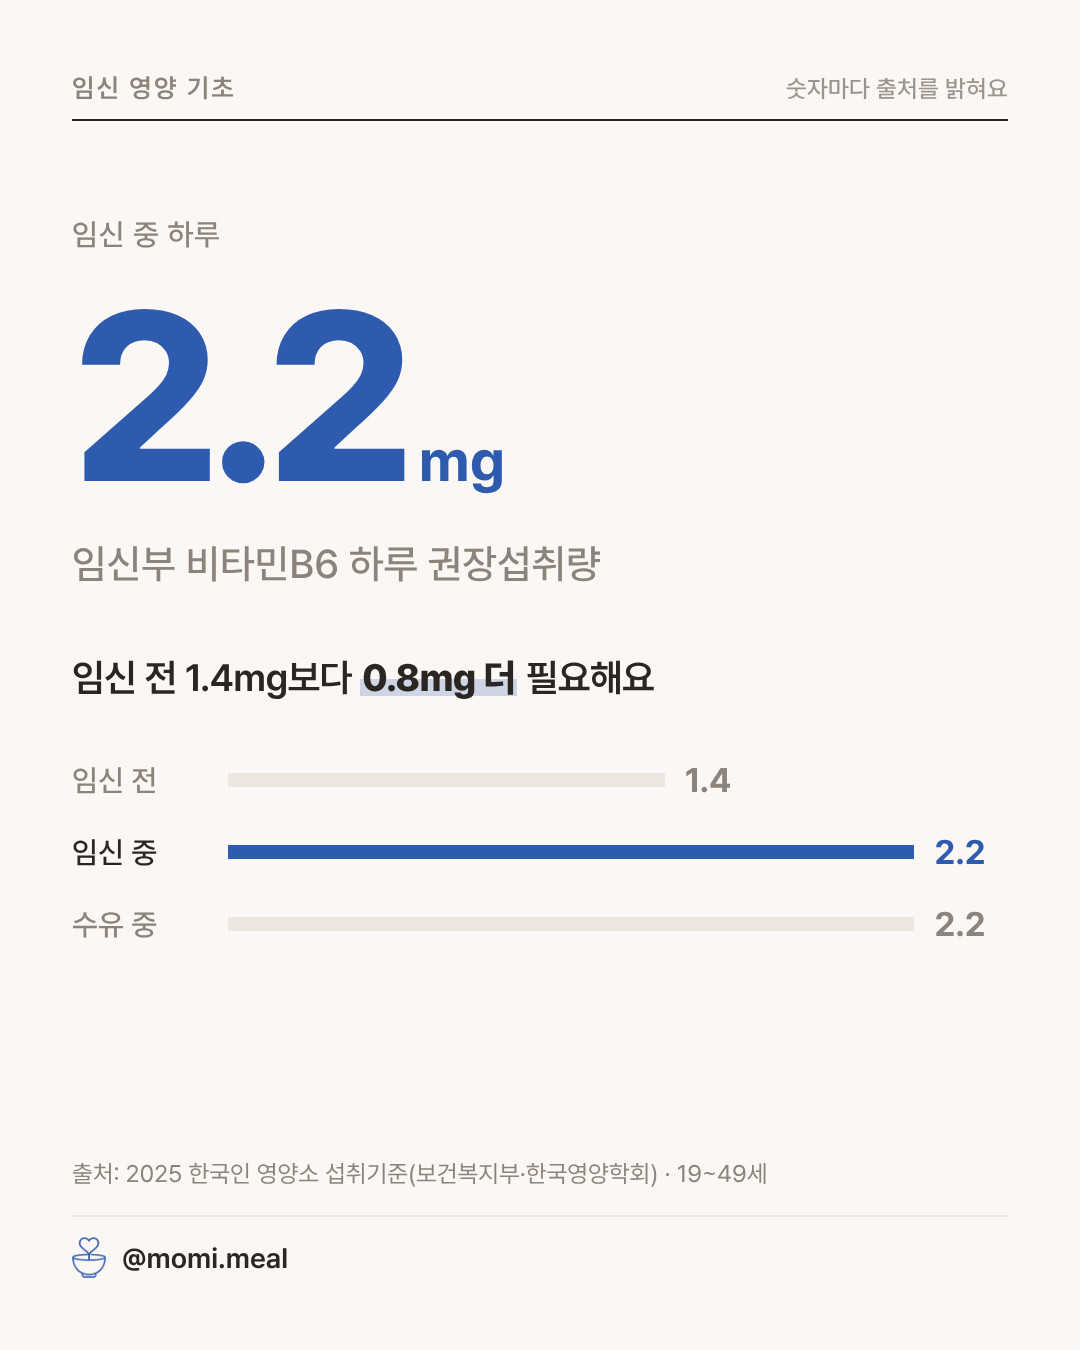 임신 영양 기초
숫자마다 출처를 밝혀요
임신 중 하루
2.2 mg
임신부 비타민B6 하루 권장섭취량
임신 전 1.4mg보다 0.8mg 더 필요해요
임신 전 1.4
임신 중 2.2
수유 중 2.2
출처: 2025 한국인 영양소 섭취기준(보건복지부·한국영양학회) · 19~49세
@momi.meal